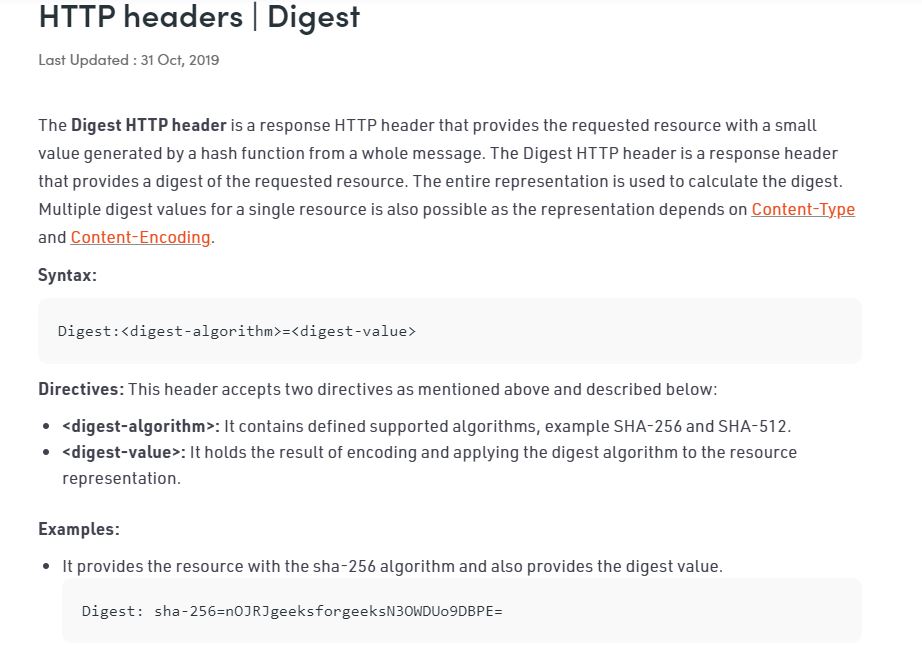 HTTP headers | Digest
Last Updated : 31 Oct, 2019
The Digest HTTP header is a response HTTP header that provides the requested resource with a small
value generated by a hash function from a whole message. The Digest HTTP header is a response header
that provides a digest of the requested resource. The entire representation is used to calculate the digest.
Multiple digest values for a single resource is also possible as the representation depends on Content-Type
and Content-Encoding.
Syntax:
Digest:<digest-algorithm>=<digest-value>
Directives: This header accepts two directives as mentioned above and described below:
• <digest-algorithm>: It contains defined supported algorithms, example SHA-256 and SHA-512.
• <digest-value>: It holds the result of encoding and applying the digest algorithm to the resource
representation.
Examples:
• It provides the resource with the sha-256 algorithm and also provides the digest value.
Digest: sha-256=nOJRJgeeksforgeeksN3OWDUo9DBPE=